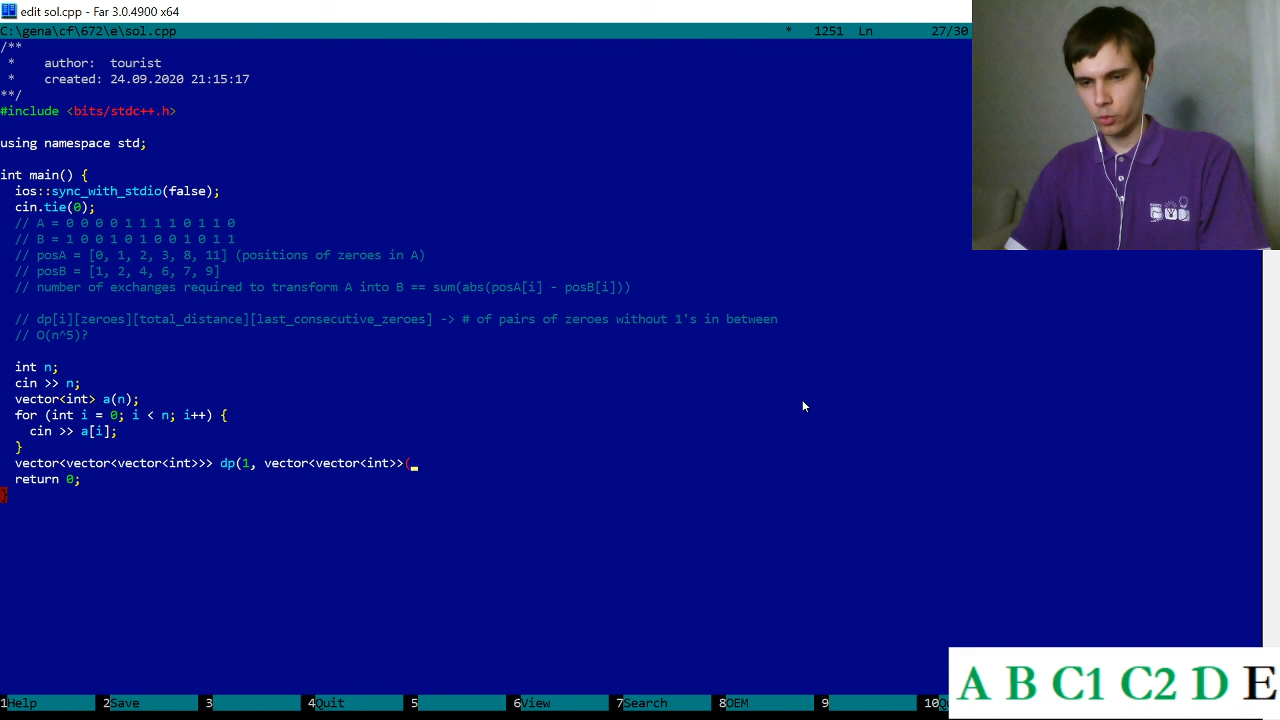 edit sol.cpp - Far 3.0.4900 x64
C:\gena\cf\672\e\sol.cpp * 1251 Ln 27/30
/**
 *    author:  tourist
 *    created: 24.09.2020 21:15:17
**/
#include <bits/stdc++.h>
using namespace std;
int main() {
  ios::sync_with_stdio(false);
  cin.tie(0);
  // A = 0 0 0 0 1 1 1 1 0 1 1 0
  // B = 1 0 0 1 0 1 0 0 1 0 1 1
  // posA = [0, 1, 2, 3, 8, 11] (positions of zeroes in A)
  // posB = [1, 2, 4, 6, 7, 9]
  // number of exchanges required to transform A into B == sum(abs(posA[i] - posB[i]))
  // dp[i][zeroes][total_distance][last_consecutive_zeroes] -> # of pairs of zeroes without 1's in between
  // O(n^5)?
  int n;
  cin >> n;
  vector<int> a(n);
  for (int i = 0; i < n; i++) {
    cin >> a[i];
  }
  vector<vector<vector<int>>> dp(1, vector<vector<int>>(
  return 0;
}
1Help 2Save 3 4Quit 5 6View 7Search 8OEM 9 10
A B C1 C2 D E